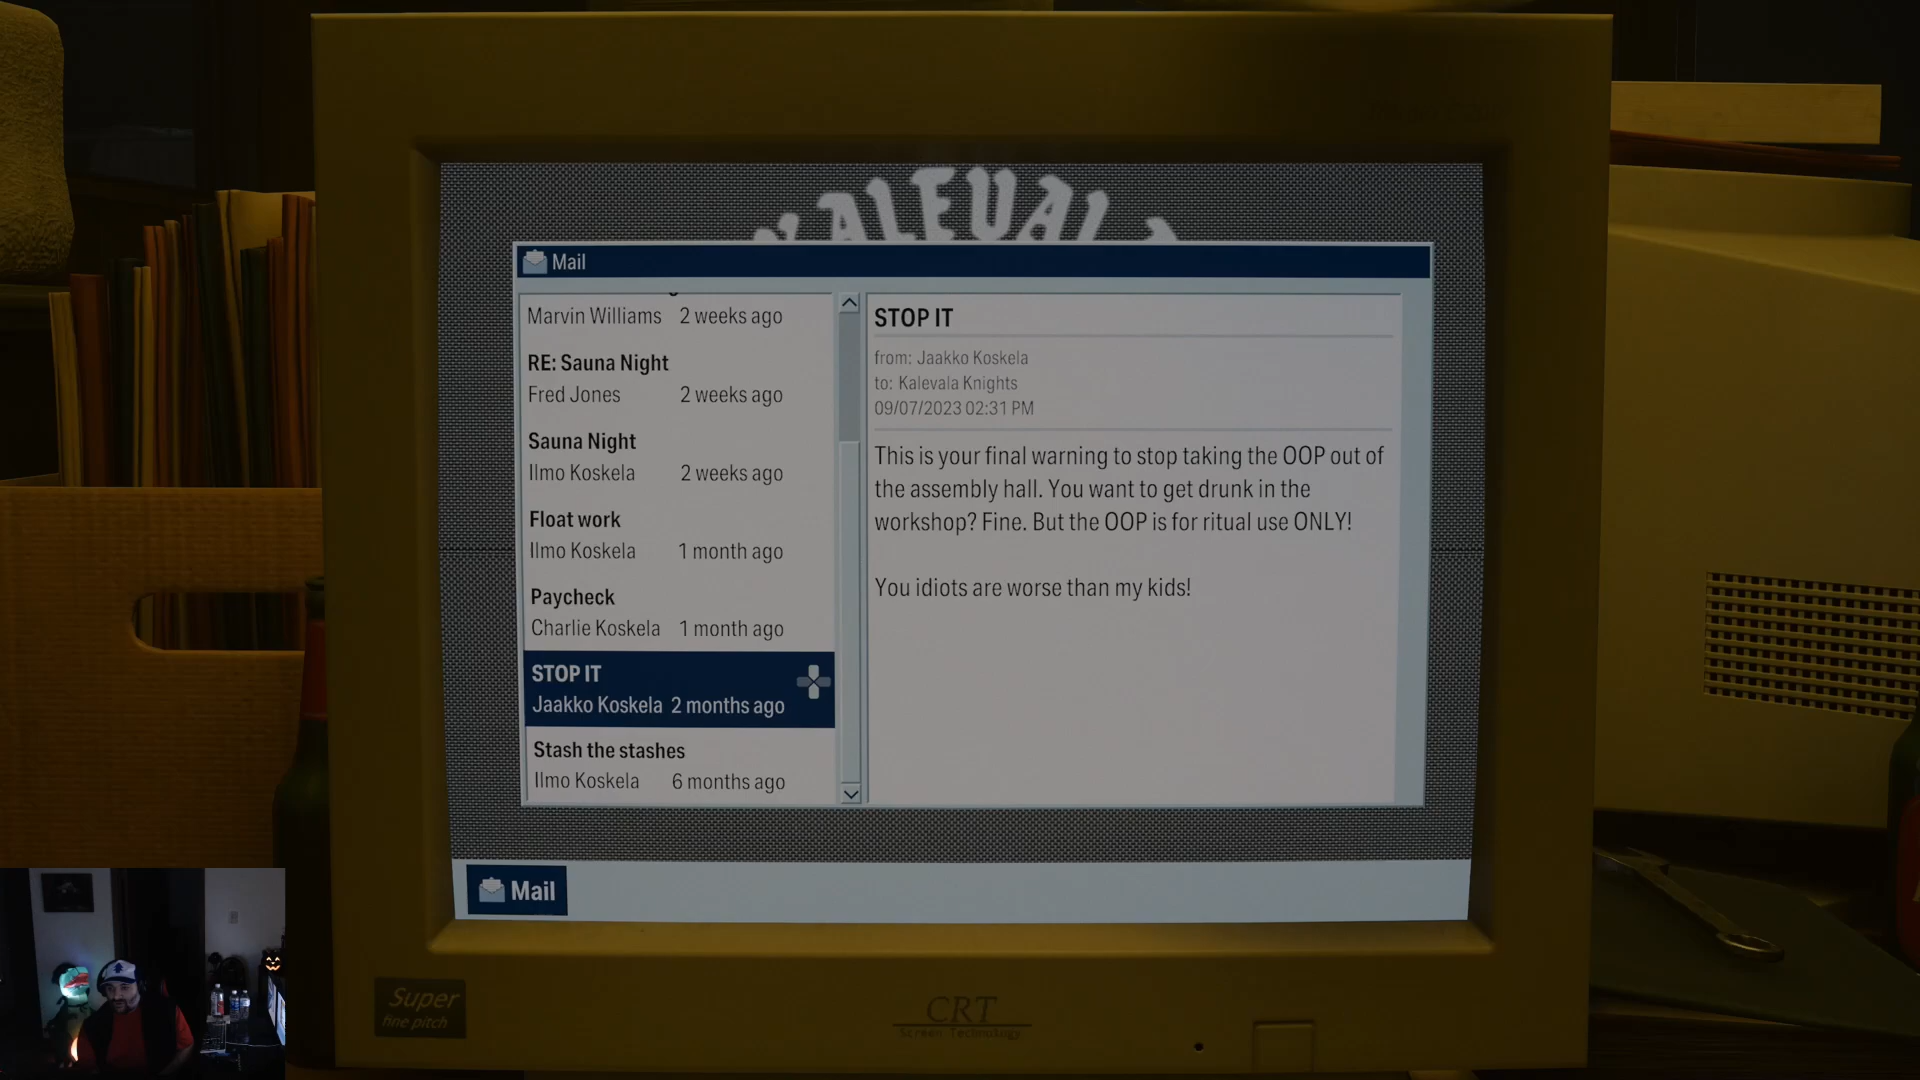 KALEVAL
Mail
Marvin Williams 2 weeks ago
RE: Sauna Night
Fred Jones 2 weeks ago
Sauna Night
Ilmo Koskela 2 weeks ago
Float work
Ilmo Koskela 1 month ago
Paycheck
Charlie Koskela 1 month ago
STOP IT
Jaakko Koskela 2 months ago
Stash the stashes
Ilmo Koskela 6 months ago
STOP IT
from: Jaakko Koskela
to: Kalevala Knights
09/07/2023 02:31 PM
This is your final warning to stop taking the OOP out of
the assembly hall. You want to get drunk in the
workshop? Fine. But the OOP is for ritual use ONLY!
You idiots are worse than my kids!
Mail
Super
fine pitch
CRT
Screen Technology